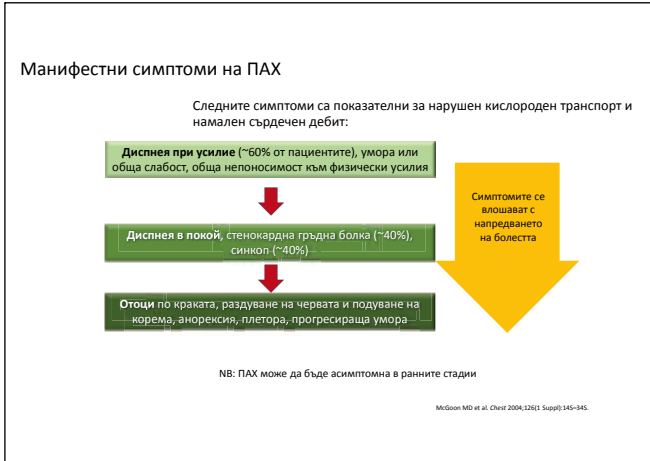 Манифестни симптоми на ПАХ
Следните симптоми са показателни за нарушен кислороден транспорт и
намален сърдечен дебит:
Диспнея при усилие (~60% от пациентите), умора или
обща слабост, обща непоносимост към физически усилия
Диспнея в покой, стенокардна гръдна болка (~40%),
синкоп (~40%)
Отоци по краката, раздуване на червата и подуване на
корема, анорексия, плетора, прогресираща умора
Симптомите се
влошават с
напредването
на болестта
NB: ПАХ може да бъде асимптомна в ранните стадии
McGoon MD et al. Chest 2004;126(1 Suppl):14S–34S.